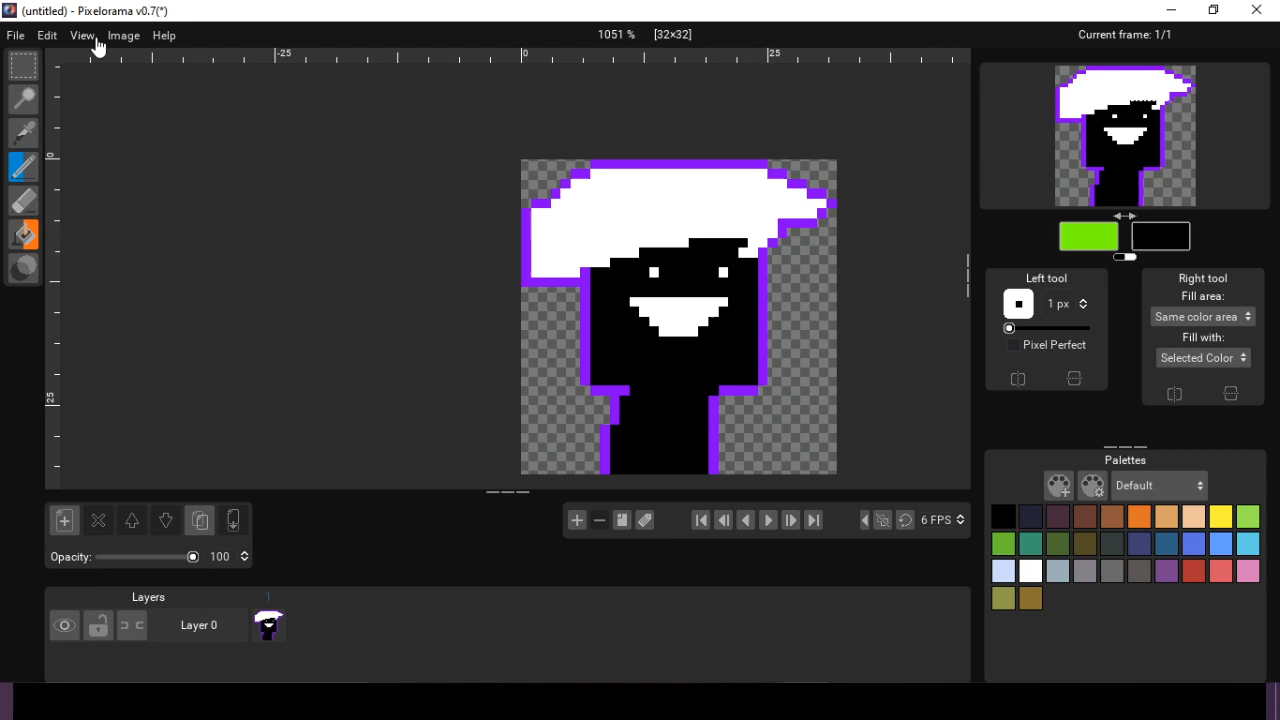 (untitled) - Pixelorama v0.7(*)
File Edit View Image Help
1051 % [32×32]
Current frame: 1/1
-25 0 25
0
25
Left tool
1 px
Pixel Perfect
Right tool
Fill area:
Same color area
Fill with:
Selected Color
Palettes
Default
6 FPS
Opacity: 100
Layers 1
Layer 0